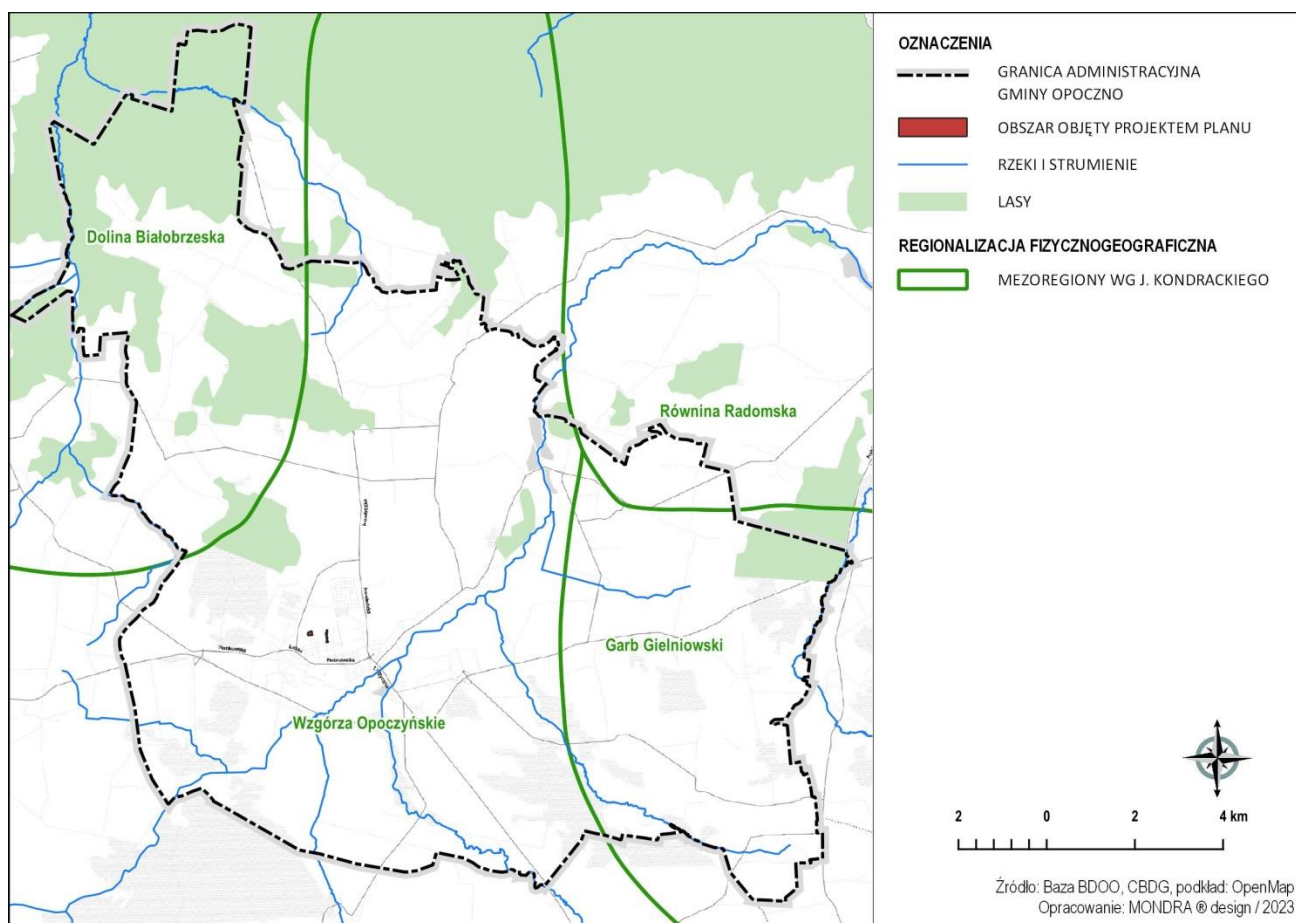 Dolina Białobrzeska
Równina Radomska
Garb Gielniowski
Wzgórza Opoczyńskie
OZNACZENIA
GRANICA ADMINISTRACYJNA
GMINY OPOCZNO
OBSZAR OBJĘTY PROJEKTEM PLANU
RZEKI I STRUMIENIE
LASY
REGIONALIZACJA FIZYCZNOGEOGRAFICZNA
MEZOREGIONY WG J. KONDRACKIEGO
2 0 2 4 km
Źródło: Baza BDOO, CBDG, podkład: OpenMap
Opracowanie: MONDRA ® design / 2023